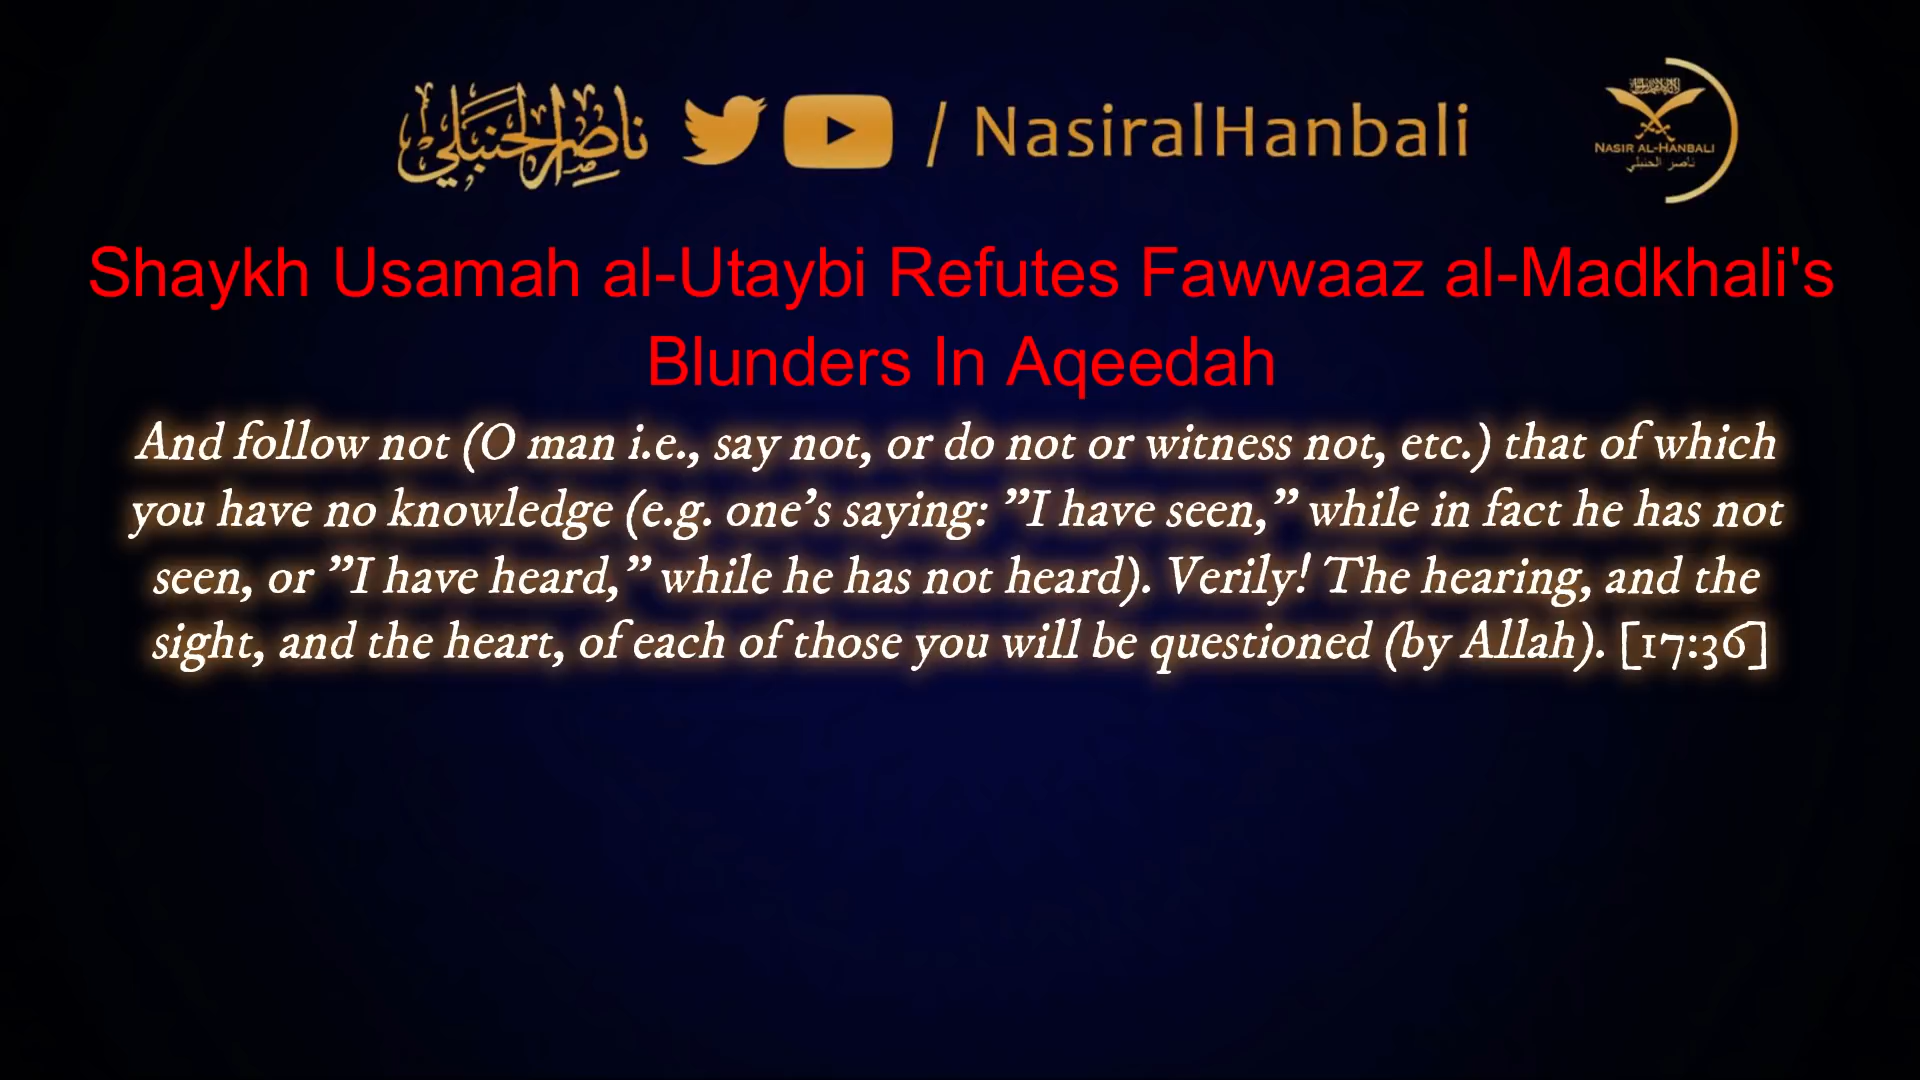 ناصر الحنبلي
/ NasiralHanbali
NASIR AL-HANBALI
ناصر الحنبلي
Shaykh Usamah al-Utaybi Refutes Fawwaaz al-Madkhali's
Blunders In Aqeedah
And follow not (O man i.e., say not, or do not or witness not, etc.) that of which
you have no knowledge (e.g. one's saying: "I have seen," while in fact he has not
seen, or "I have heard," while he has not heard). Verily! The hearing, and the
sight, and the heart, of each of those you will be questioned (by Allah). [17:36]